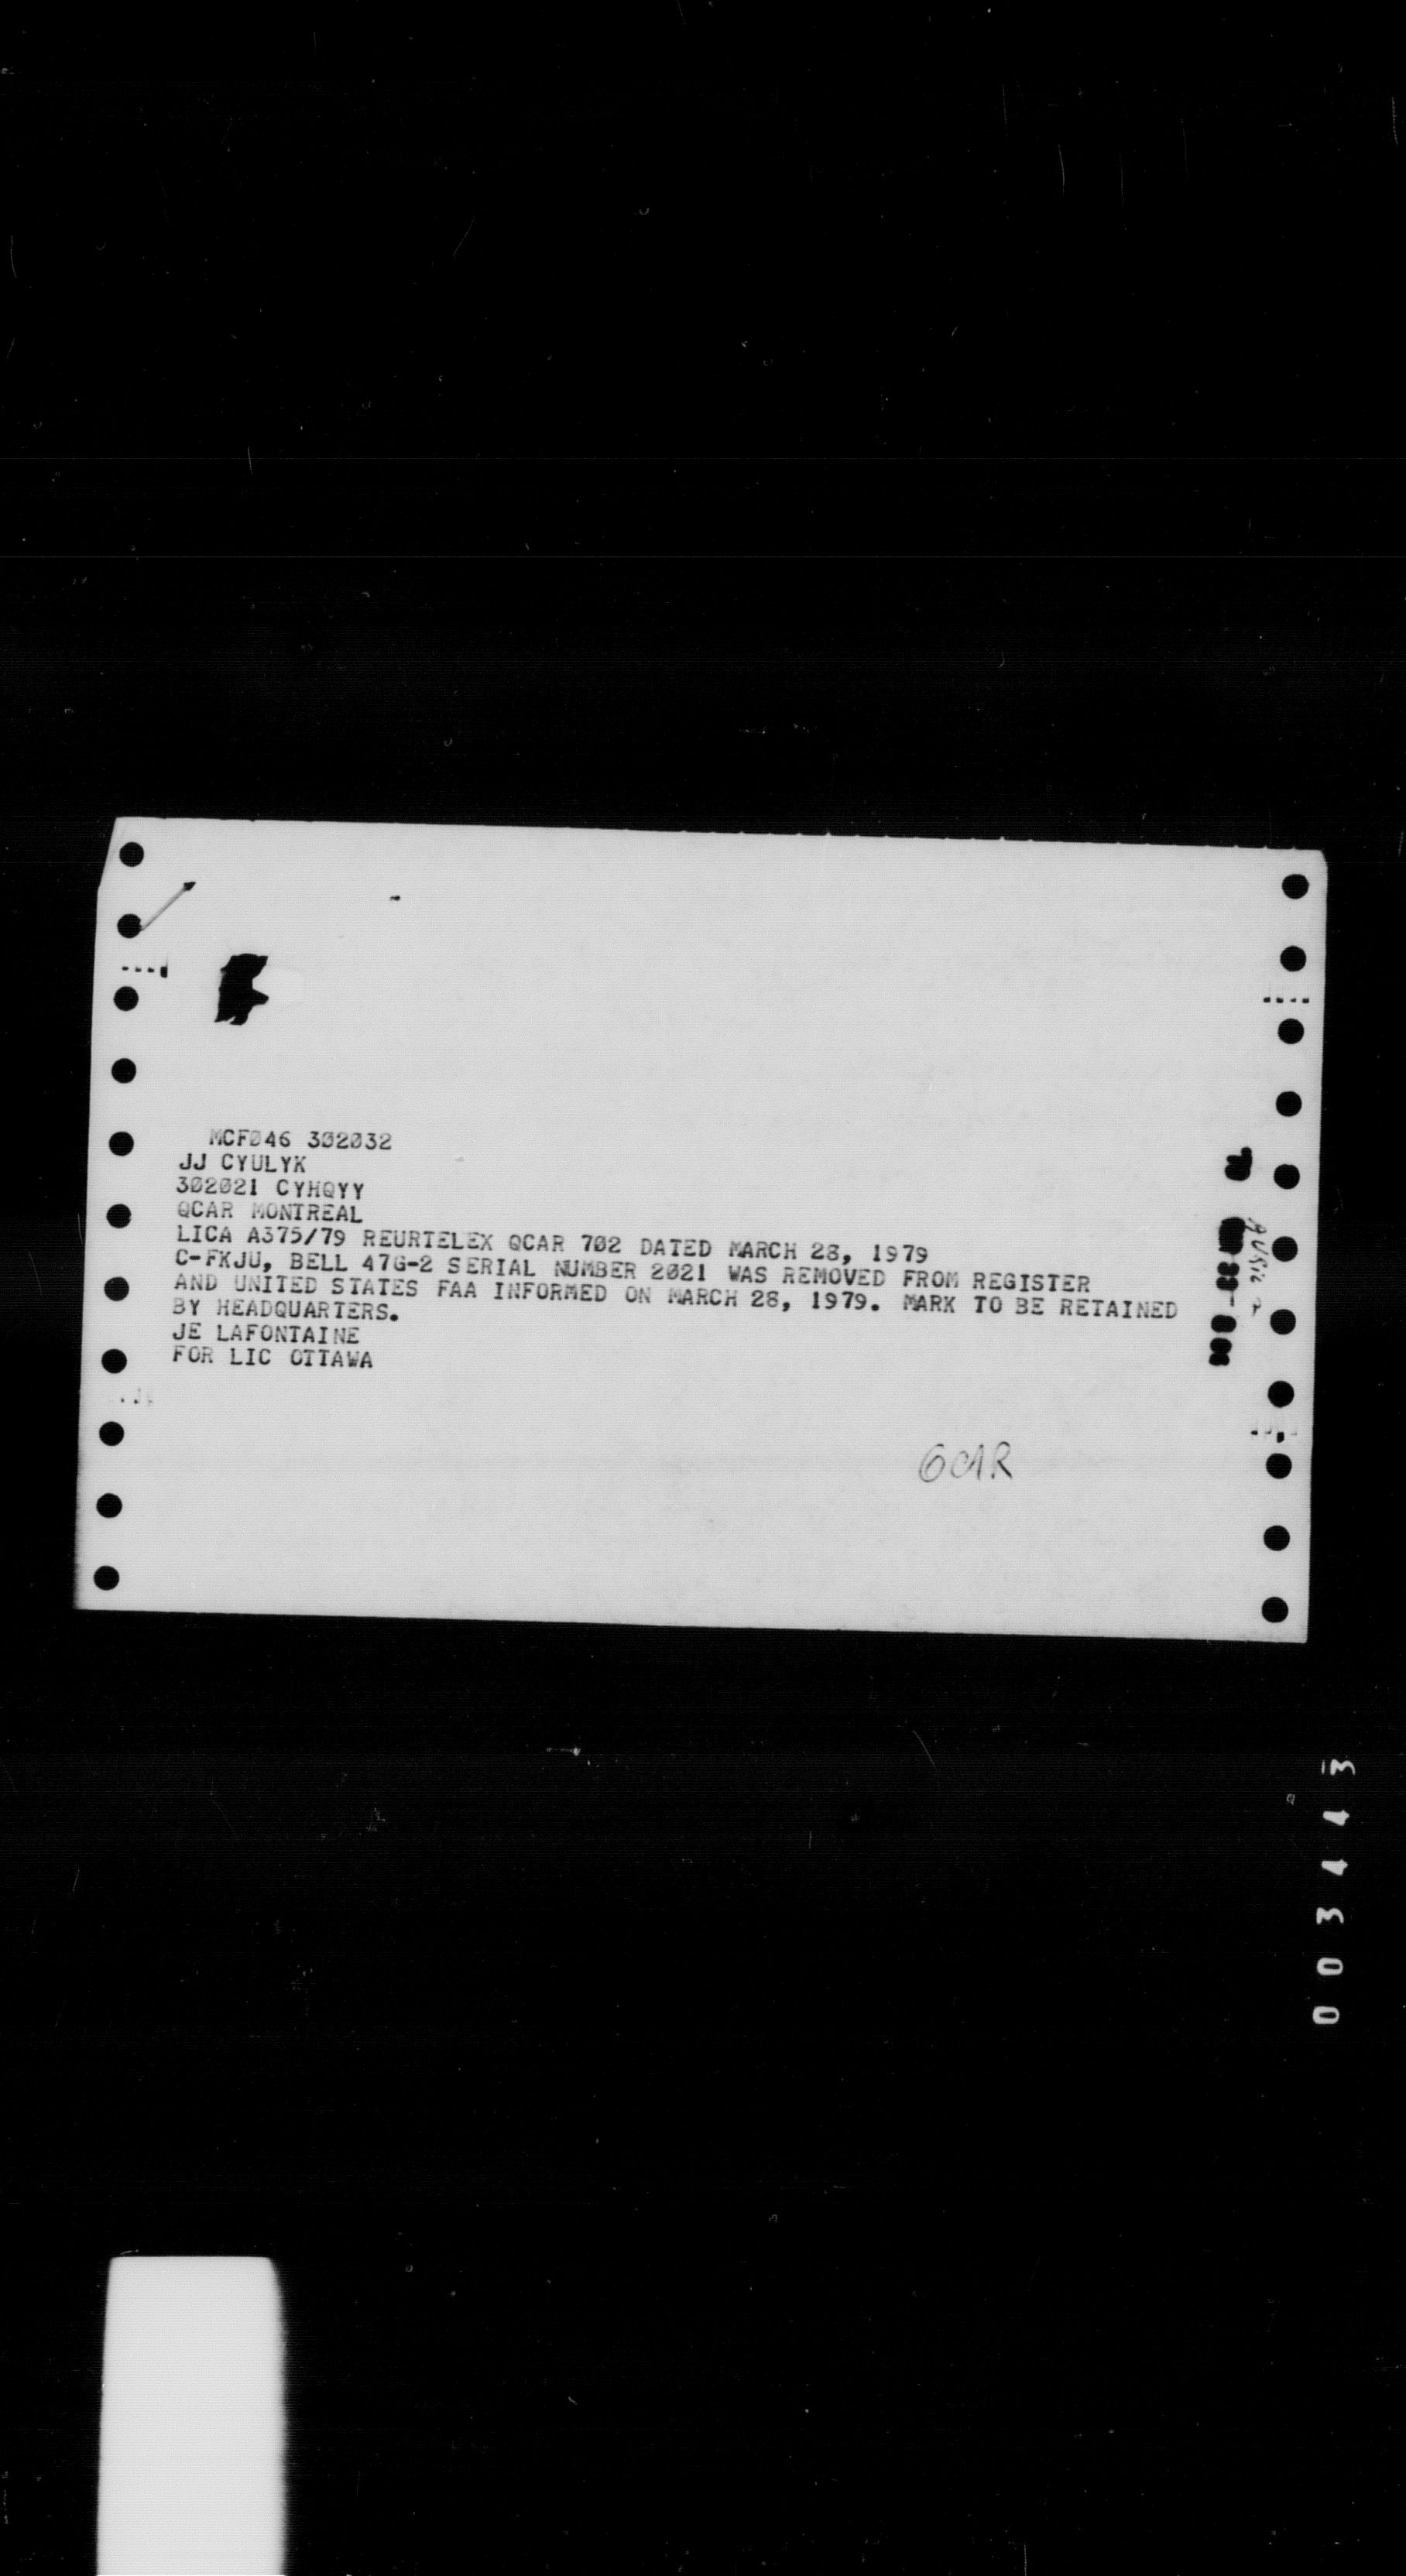 MCF046 302032
JJ CYULYK
302021 CYHQYY
QCAR MONTREAL
LICA A375/79 REURTELEX QCAR 702 DATED MARCH 28, 1979
C-FKJU, BELL 47G-2 SERIAL NUMBER 2021 WAS REMOVED FROM REGISTER
AND UNITED STATES FAA INFORMED ON MARCH 28, 1979. MARK TO BE RETAINED
BY HEADQUARTERS.
JE LAFONTAINE
FOR LIC OTTAWA
QCAR
003443